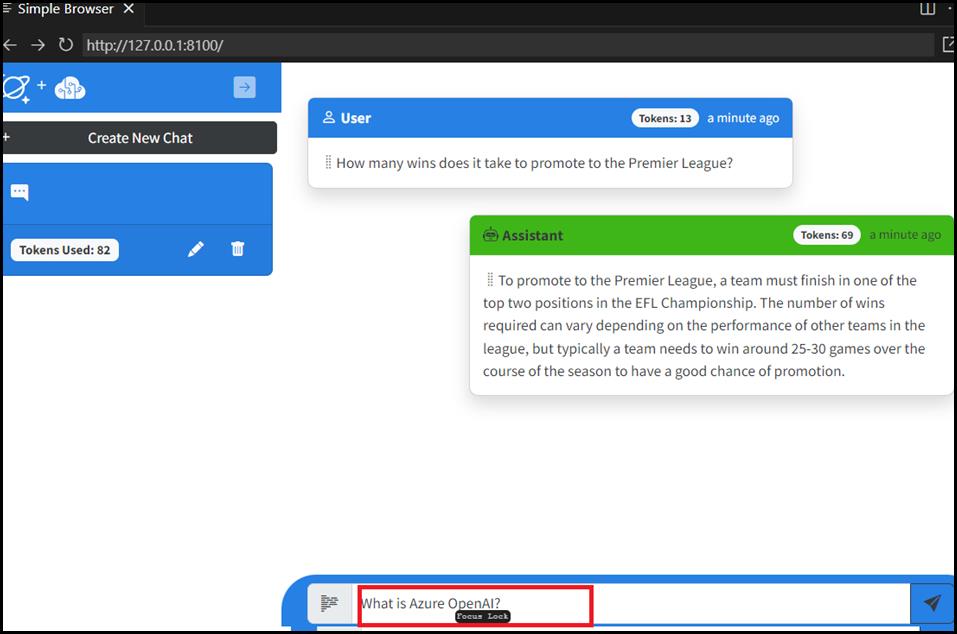 Simple Browser
http://127.0.0.1:8100/
+
+ Create New Chat
Tokens Used: 82
User Tokens: 13 a minute ago
How many wins does it take to promote to the Premier League?
Assistant Tokens: 69 a minute ago
To promote to the Premier League, a team must finish in one of the
top two positions in the EFL Championship. The number of wins
required can vary depending on the performance of other teams in the
league, but typically a team needs to win around 25-30 games over the
course of the season to have a good chance of promotion.
What is Azure OpenAI?
Focus Lock